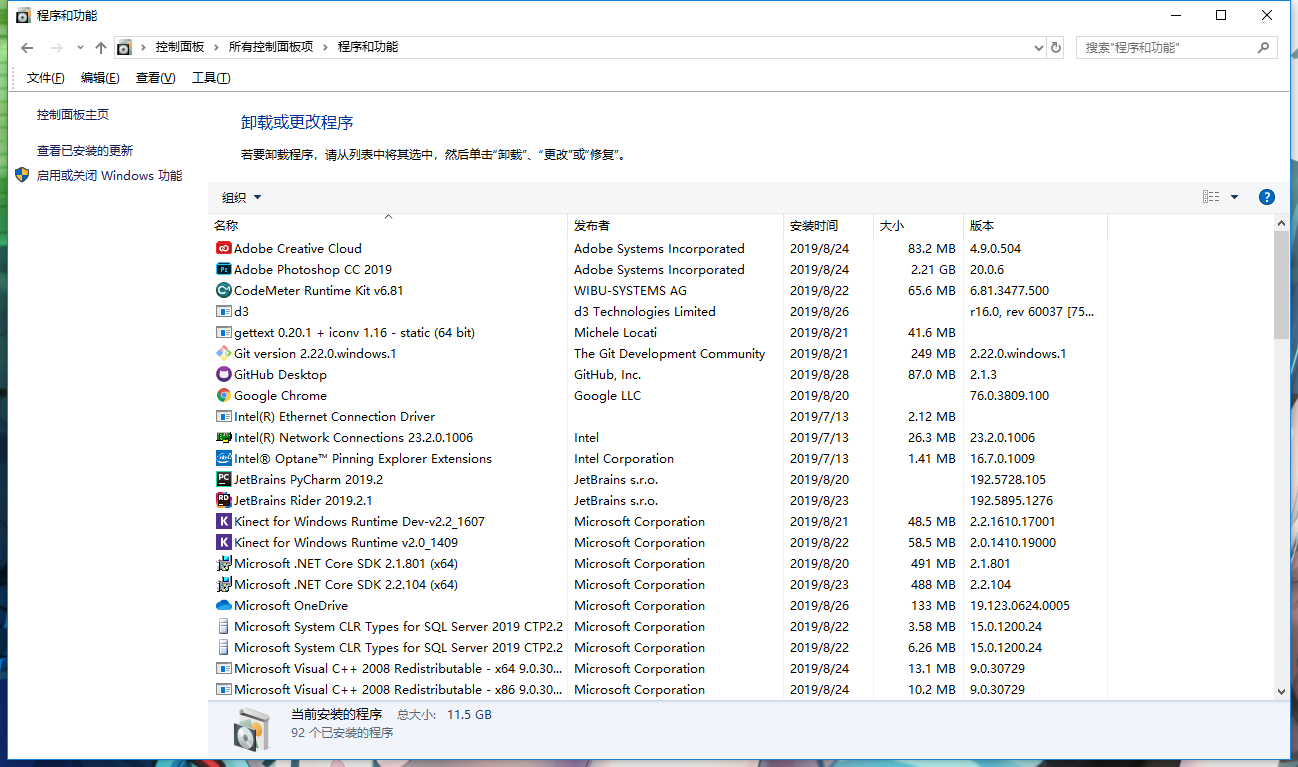 程序和功能
控制面板 › 所有控制面板项 › 程序和功能
搜索"程序和功能"
文件(F) 编辑(E) 查看(V) 工具(T)
控制面板主页
查看已安装的更新
启用或关闭 Windows 功能
卸载或更改程序
若要卸载程序，请从列表中将其选中，然后单击“卸载”、“更改”或“修复”。
组织
名称 发布者 安装时间 大小 版本
Adobe Creative Cloud Adobe Systems Incorporated 2019/8/24 83.2 MB 4.9.0.504
Adobe Photoshop CC 2019 Adobe Systems Incorporated 2019/8/24 2.21 GB 20.0.6
CodeMeter Runtime Kit v6.81 WIBU-SYSTEMS AG 2019/8/22 65.6 MB 6.81.3477.500
d3 d3 Technologies Limited 2019/8/26 r16.0, rev 60037 [75...
gettext 0.20.1 + iconv 1.16 - static (64 bit) Michele Locati 2019/8/21 41.6 MB
Git version 2.22.0.windows.1 The Git Development Community 2019/8/21 249 MB 2.22.0.windows.1
GitHub Desktop GitHub, Inc. 2019/8/28 87.0 MB 2.1.3
Google Chrome Google LLC 2019/8/20 76.0.3809.100
Intel(R) Ethernet Connection Driver 2019/7/13 2.12 MB
Intel(R) Network Connections 23.2.0.1006 Intel 2019/7/13 26.3 MB 23.2.0.1006
Intel® Optane™ Pinning Explorer Extensions Intel Corporation 2019/7/13 1.41 MB 16.7.0.1009
JetBrains PyCharm 2019.2 JetBrains s.r.o. 2019/8/20 192.5728.105
JetBrains Rider 2019.2.1 JetBrains s.r.o. 2019/8/23 192.5895.1276
Kinect for Windows Runtime Dev-v2.2_1607 Microsoft Corporation 2019/8/21 48.5 MB 2.2.1610.17001
Kinect for Windows Runtime v2.0_1409 Microsoft Corporation 2019/8/22 58.5 MB 2.0.1410.19000
Microsoft .NET Core SDK 2.1.801 (x64) Microsoft Corporation 2019/8/20 491 MB 2.1.801
Microsoft .NET Core SDK 2.2.104 (x64) Microsoft Corporation 2019/8/23 488 MB 2.2.104
Microsoft OneDrive Microsoft Corporation 2019/8/26 133 MB 19.123.0624.0005
Microsoft System CLR Types for SQL Server 2019 CTP2.2 Microsoft Corporation 2019/8/22 3.58 MB 15.0.1200.24
Microsoft System CLR Types for SQL Server 2019 CTP2.2 Microsoft Corporation 2019/8/22 6.26 MB 15.0.1200.24
Microsoft Visual C++ 2008 Redistributable - x64 9.0.30... Microsoft Corporation 2019/8/24 13.1 MB 9.0.30729
Microsoft Visual C++ 2008 Redistributable - x86 9.0.30... Microsoft Corporation 2019/8/24 10.2 MB 9.0.30729
当前安装的程序 总大小: 11.5 GB
92 个已安装的程序